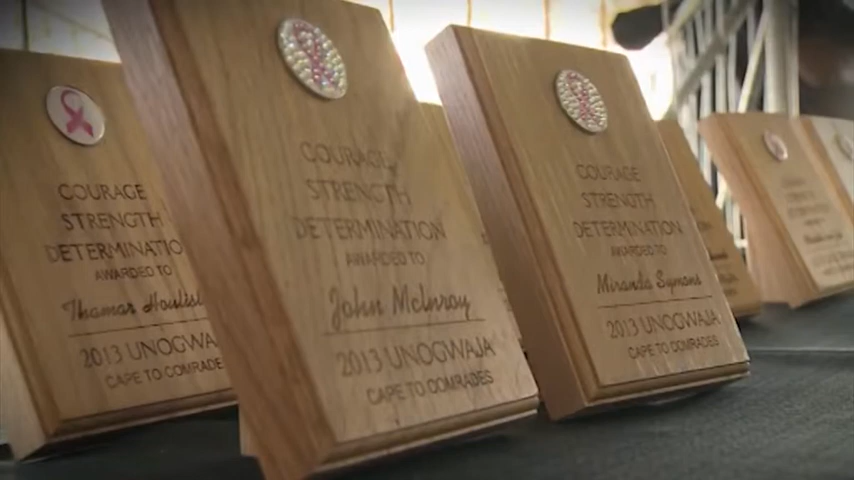 COURAGE
STRENGTH
DETERMINATION
AWARDED TO
Thamar
2013 UNOGWAJA
CAPE TO COMRADES
COURAGE
STRENGTH
DETERMINATION
AWARDED TO
John McInroy
2013 UNOGWAJA
CAPE TO COMRADES
COURAGE
STRENGTH
DETERMINATION
AWARDED TO
Miranda Symons
2013 UNOGWAJA
CAPE TO COMRADES